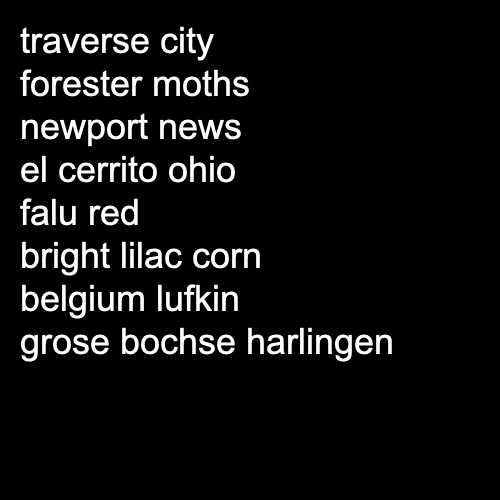 traverse city
forester moths
newport news
el cerrito ohio
falu red
bright lilac corn
belgium lufkin
grose bochse harlingen